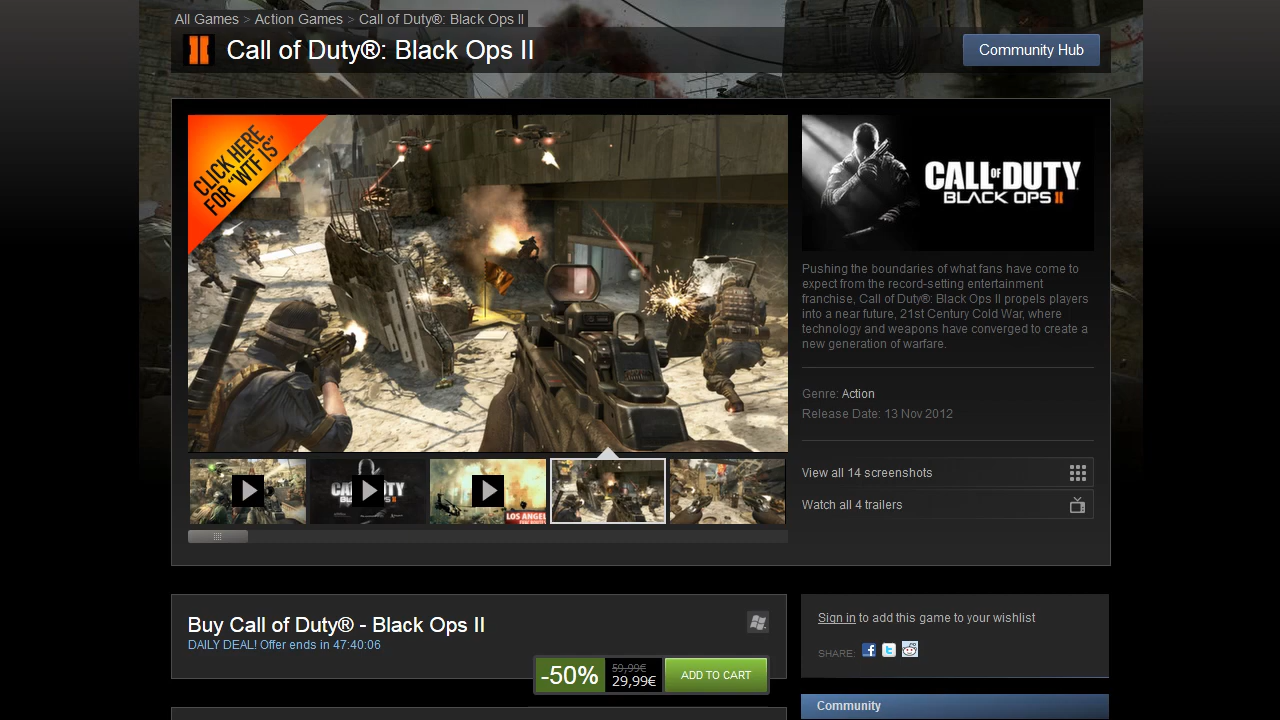 All Games > Action Games > Call of Duty®: Black Ops II
Call of Duty®: Black Ops II
Community Hub
CLICK HERE
FOR "WTF IS"
CALL OF DUTY
BLACK OPS II
Pushing the boundaries of what fans have come to
expect from the record-setting entertainment
franchise, Call of Duty®: Black Ops II propels players
into a near future, 21st Century Cold War, where
technology and weapons have converged to create a
new generation of warfare.
Genre: Action
Release Date: 13 Nov 2012
View all 14 screenshots
Watch all 4 trailers
LOS ANGELES
Buy Call of Duty® - Black Ops II
DAILY DEAL! Offer ends in 47:40:06
-50%
59,99€
29,99€
ADD TO CART
Sign in to add this game to your wishlist
SHARE:
Community